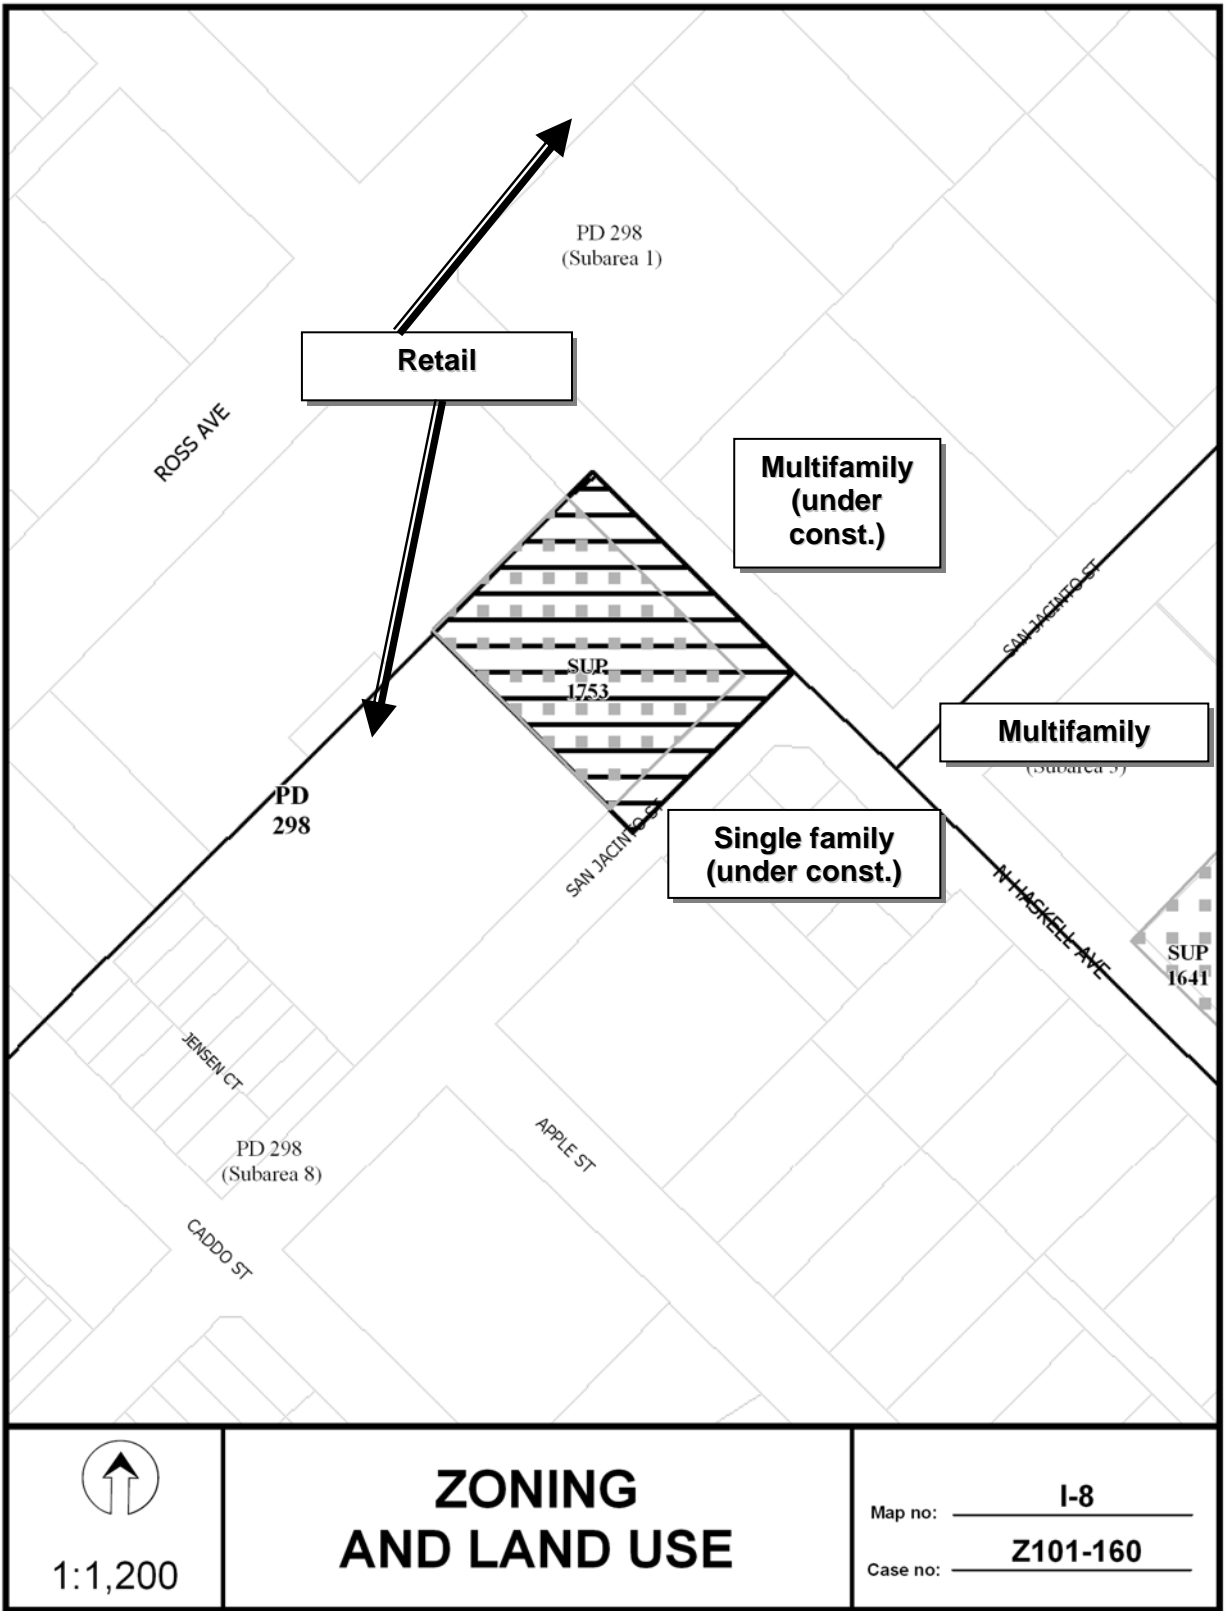 PD 298
(Subarea 1)
Retail
ROSS AVE
Multifamily
(under
const.)
SAN JACINTO ST
SUP
1753
Multifamily
(Subarea 5)
PD
298
Single family
(under const.)
SAN JACINTO ST
N HASKELL AVE
SUP
1641
JENSEN CT
APPLE ST
PD 298
(Subarea 8)
CADDO ST
1:1,200
ZONING
AND LAND USE
Map no: I-8
Case no: Z101-160